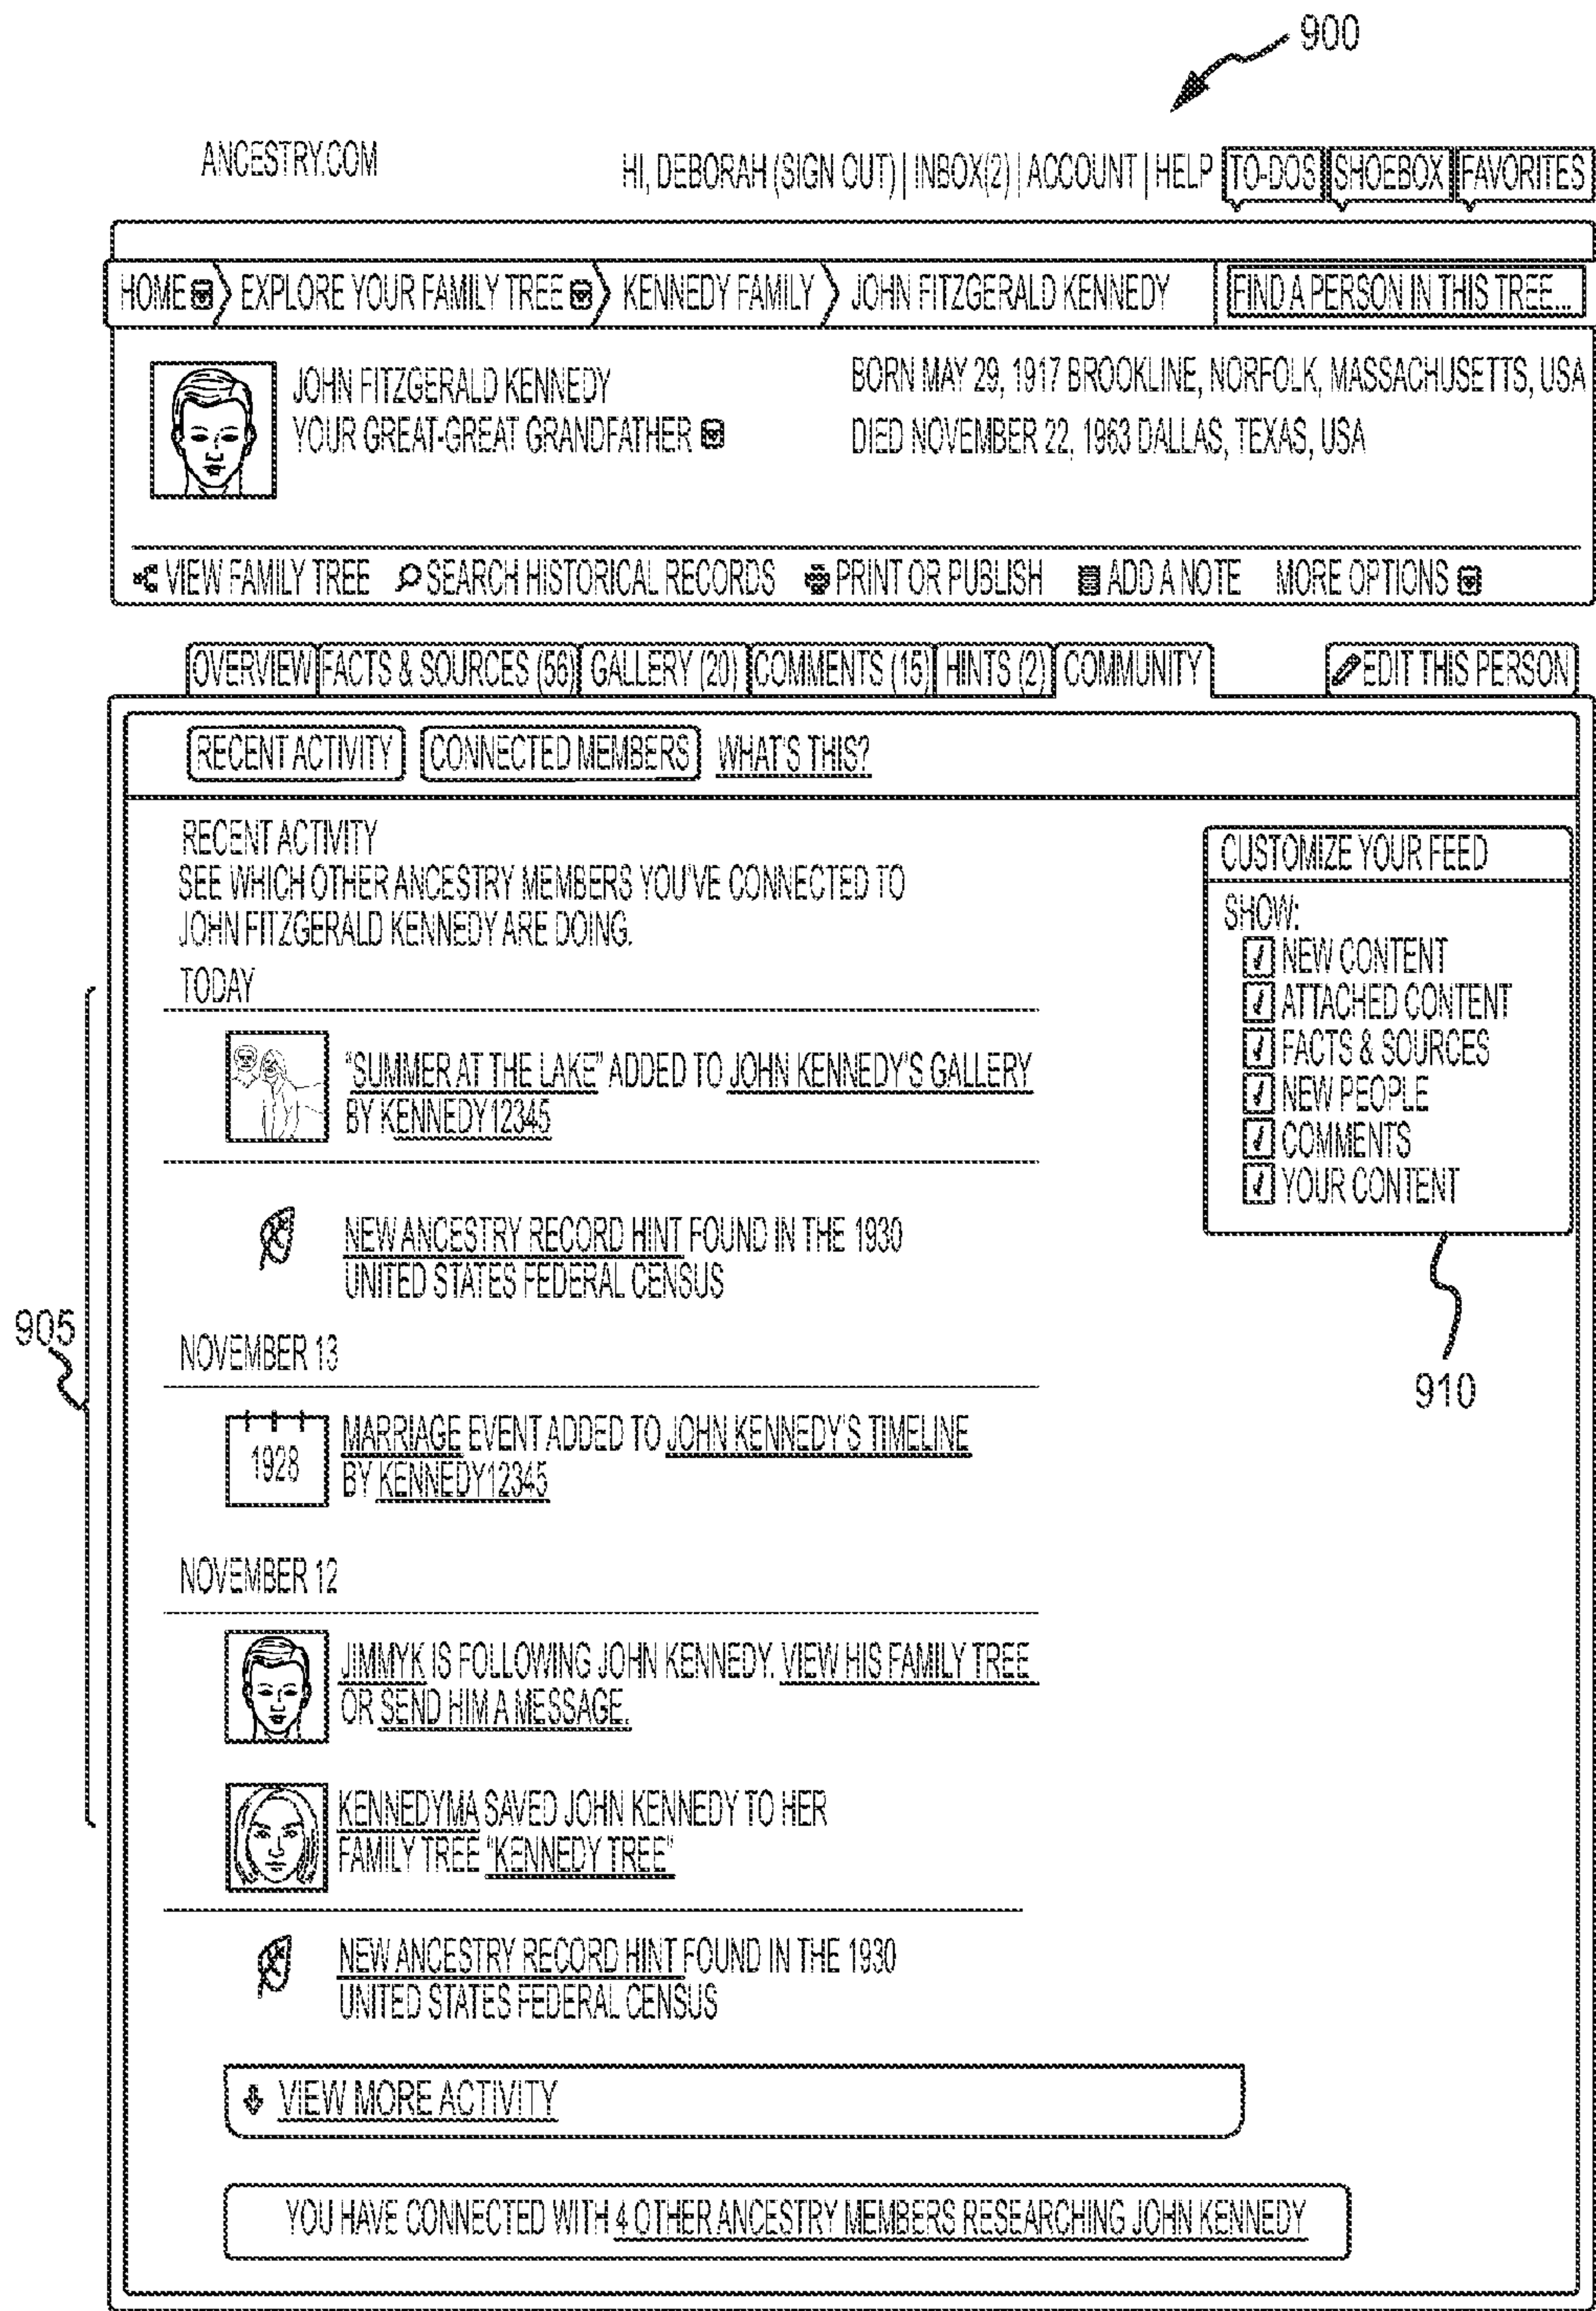 900
ANCESTRY.COM
HI, DEBORAH (SIGN OUT) | INBOX(2) | ACCOUNT | HELP TO-DOS SHOEBOX FAVORITES
HOME EXPLORE YOUR FAMILY TREE KENNEDY FAMILY JOHN FITZGERALD KENNEDY FIND A PERSON IN THIS TREE...
JOHN FITZGERALD KENNEDY
YOUR GREAT-GREAT GRANDFATHER
BORN MAY 29, 1917 BROOKLINE, NORFOLK, MASSACHUSETTS, USA
DIED NOVEMBER 22, 1963 DALLAS, TEXAS, USA
VIEW FAMILY TREE SEARCH HISTORICAL RECORDS PRINT OR PUBLISH ADD A NOTE MORE OPTIONS
OVERVIEW FACTS & SOURCES (56) GALLERY (20) COMMENTS (15) HINTS (2) COMMUNITY EDIT THIS PERSON
RECENT ACTIVITY CONNECTED MEMBERS WHAT'S THIS?
RECENT ACTIVITY
SEE WHICH OTHER ANCESTRY MEMBERS YOU'VE CONNECTED TO
JOHN FITZGERALD KENNEDY ARE DOING.
CUSTOMIZE YOUR FEED
SHOW:
NEW CONTENT
ATTACHED CONTENT
FACTS & SOURCES
NEW PEOPLE
COMMENTS
YOUR CONTENT
910
905
TODAY
"SUMMER AT THE LAKE" ADDED TO JOHN KENNEDY'S GALLERY
BY KENNEDY12345
NEW ANCESTRY RECORD HINT FOUND IN THE 1930
UNITED STATES FEDERAL CENSUS
NOVEMBER 13
1928
MARRIAGE EVENT ADDED TO JOHN KENNEDY'S TIMELINE
BY KENNEDY12345
NOVEMBER 12
JIMMYK IS FOLLOWING JOHN KENNEDY. VIEW HIS FAMILY TREE
OR SEND HIM A MESSAGE.
KENNEDYMA SAVED JOHN KENNEDY TO HER
FAMILY TREE "KENNEDY TREE"
NEW ANCESTRY RECORD HINT FOUND IN THE 1930
UNITED STATES FEDERAL CENSUS
VIEW MORE ACTIVITY
YOU HAVE CONNECTED WITH 4 OTHER ANCESTRY MEMBERS RESEARCHING JOHN KENNEDY